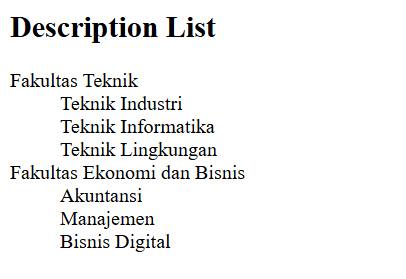 Description List
Fakultas Teknik
Teknik Industri
Teknik Informatika
Teknik Lingkungan
Fakultas Ekonomi dan Bisnis
Akuntansi
Manajemen
Bisnis Digital